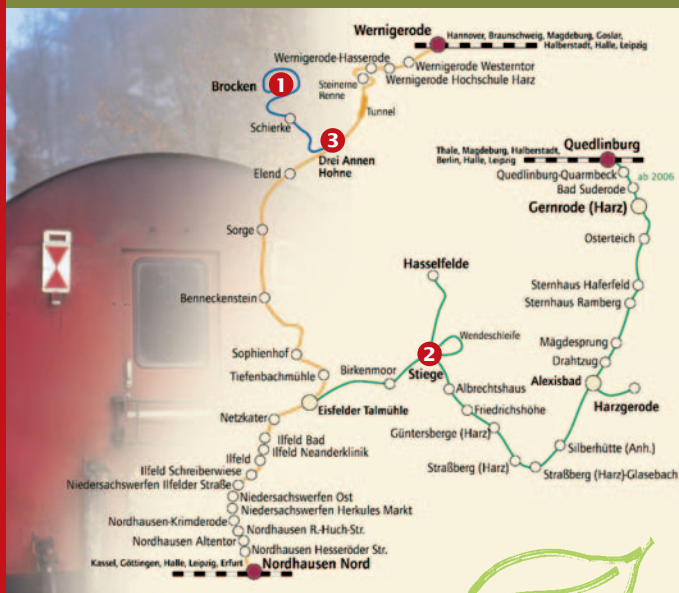 Wernigerode
Hannover, Braunschweig, Magdeburg, Goslar,
Halberstadt, Halle, Leipzig
Wernigerode-Hasserode
Wernigerode Westerntor
Wernigerode Hochschule Harz
Steinerne
Renne
Tunnel
Brocken
1
Schierke
3
Drei Annen
Hohne
Elend
Sorge
Benneckenstein
Sophienhof
Tiefenbachmühle
Eisfelder Talmühle
Netzkater
Ilfeld Bad
Ilfeld Neanderklinik
Ilfeld
Ilfeld Schreiberwiese
Niedersachswerfen Ilfelder Straße
Niedersachswerfen Ost
Niedersachswerfen Herkules Markt
Nordhausen-Krimderode
Nordhausen R.-Huch-Str.
Nordhausen Altentor
Nordhausen Hesseröder Str.
Kassel, Göttingen, Halle, Leipzig, Erfurt
Nordhausen Nord
Birkenmoor
2
Stiege
Wendeschleife
Hasselfelde
Albrechtshaus
Friedrichshöhe
Güntersberge (Harz)
Straßberg (Harz)
Straßberg (Harz)-Glasebach
Silberhütte (Anh.)
Alexisbad
Harzgerode
Drahtzug
Mägdesprung
Sternhaus Ramberg
Sternhaus Haferfeld
Osterteich
Gernrode (Harz)
Bad Suderode
Quedlinburg-Quarmbeck
ab 2006
Quedlinburg
Thale, Magdeburg, Halberstadt,
Berlin, Halle, Leipzig